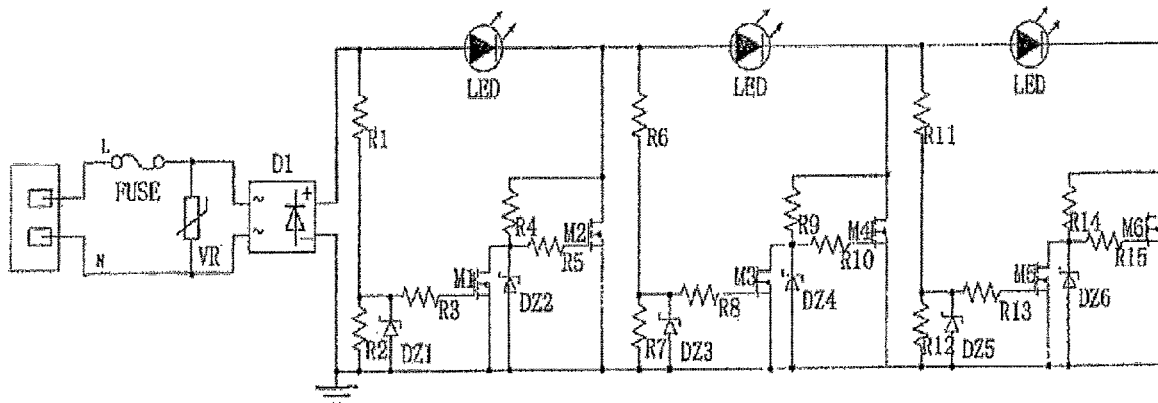 LED LED LED
R1 R6 R11
L D1
FUSE
~ +
~ -
R4 R9 R14
M2 M4 M6
R5 R10 R15
N VR
M1 M3 M5
DZ2 DZ4 DZ6
R3 R8 R13
R2 DZ1 R7 DZ3 R12 DZ5